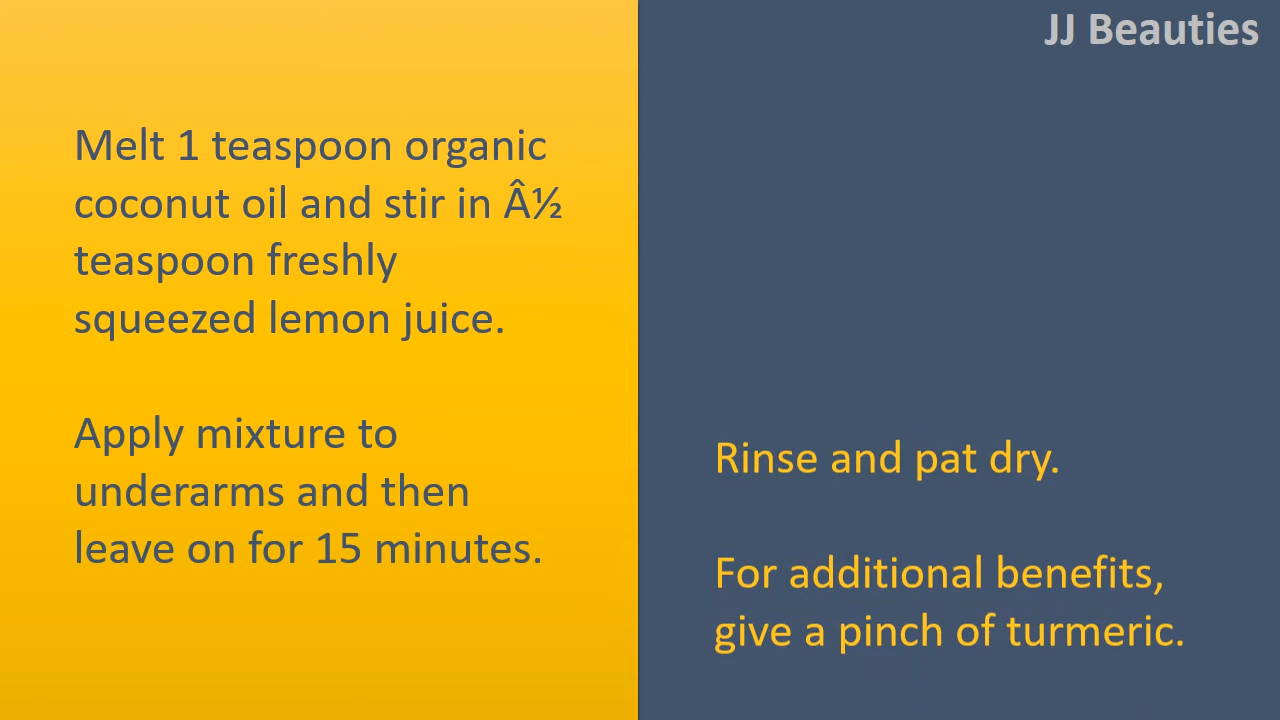 JJ Beauties
Melt 1 teaspoon organic
coconut oil and stir in Â½
teaspoon freshly
squeezed lemon juice.
Apply mixture to
underarms and then
leave on for 15 minutes.
Rinse and pat dry.
For additional benefits,
give a pinch of turmeric.